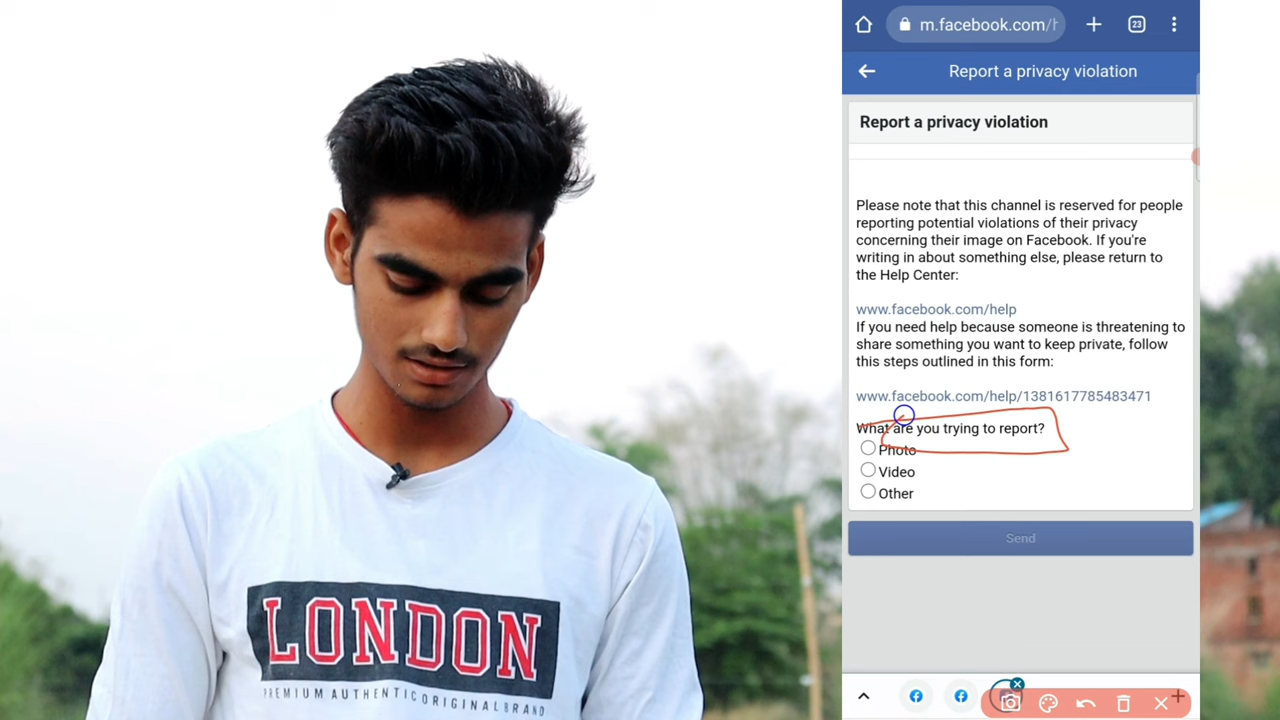 LONDON
PREMIUM AUTHENTIC ORIGINAL BRAND
m.facebook.com/h
23
Report a privacy violation
Report a privacy violation
Please note that this channel is reserved for people
reporting potential violations of their privacy
concerning their image on Facebook. If you're
writing in about something else, please return to
the Help Center:
www.facebook.com/help
If you need help because someone is threatening to
share something you want to keep private, follow
this steps outlined in this form:
www.facebook.com/help/1381617785483471
What are you trying to report?
Photo
Video
Other
Send